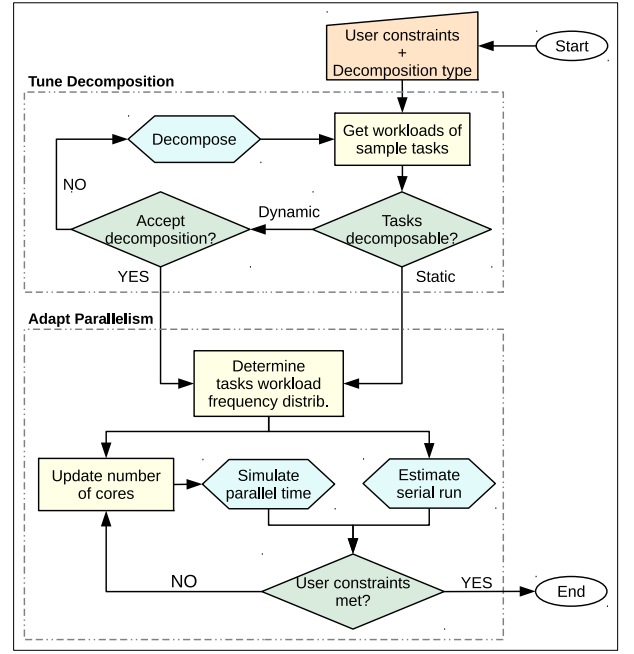 User constraints
+
Decomposition type
Start
Tune Decomposition
Decompose
Get workloads of
sample tasks
NO
Accept
decomposition?
Dynamic
Tasks
decomposable?
YES
Static
Adapt Parallelism
Determine
tasks workload
frequency distrib.
Update number
of cores
Simulate
parallel time
Estimate
serial run
NO
User constraints
met?
YES
End